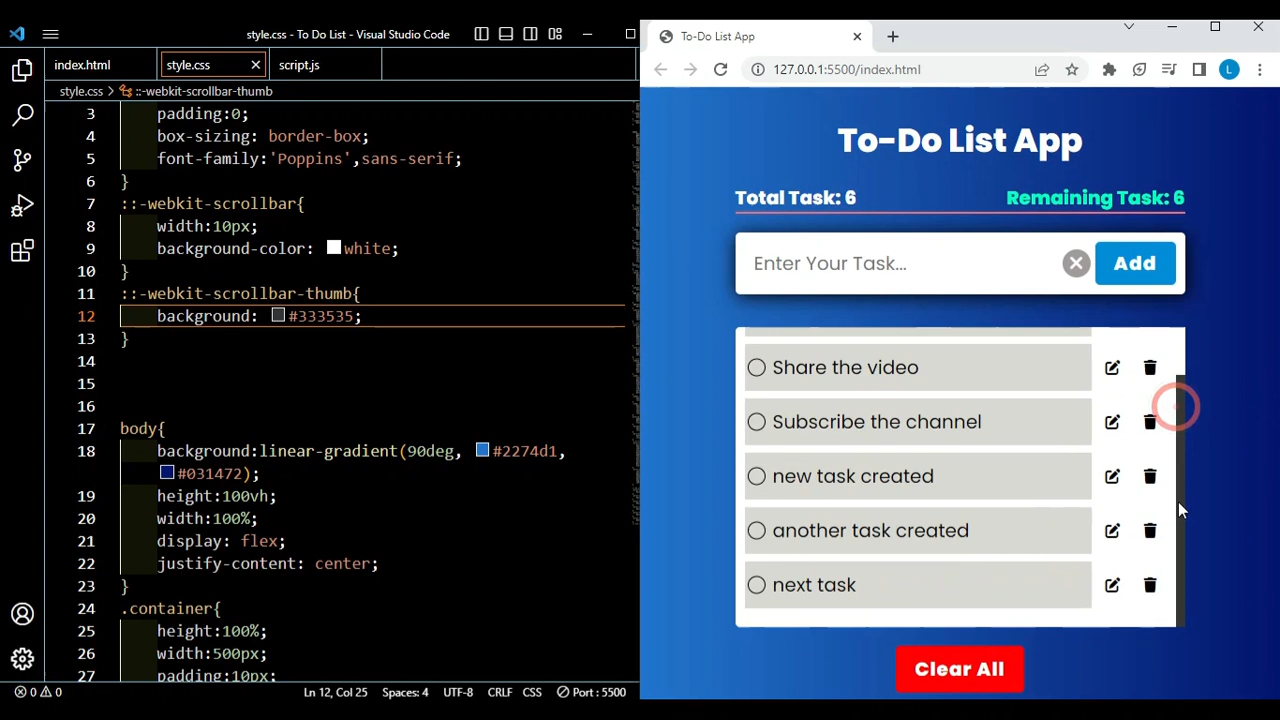 style.css - To Do List - Visual Studio Code
index.html
style.css
script.js
style.css > ::-webkit-scrollbar-thumb
3 padding:0;
4 box-sizing: border-box;
5 font-family:'Poppins',sans-serif;
6 }
7 ::-webkit-scrollbar{
8 width:10px;
9 background-color: white;
10 }
11 ::-webkit-scrollbar-thumb{
12 background: #333535;
13 }
14
15
16
17 body{
18 background:linear-gradient(90deg, #2274d1,
#031472);
19 height:100vh;
20 width:100%;
21 display: flex;
22 justify-content: center;
23 }
24 .container{
25 height:100%;
26 width:500px;
27 padding:10px;
0 0 Ln 12, Col 25 Spaces: 4 UTF-8 CRLF CSS Port : 5500
To-Do List App
127.0.0.1:5500/index.html
L
To-Do List App
Total Task: 6 Remaining Task: 6
Enter Your Task... Add
Share the video
Subscribe the channel
new task created
another task created
next task
Clear All